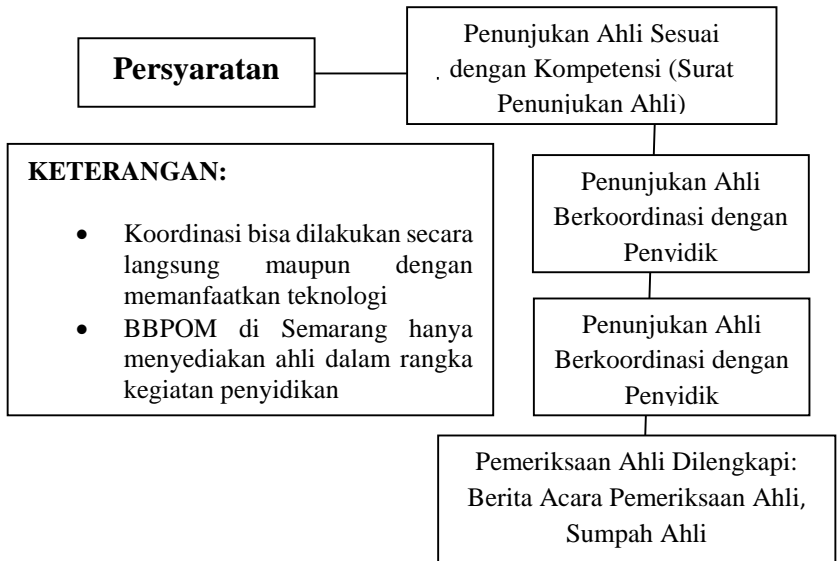 Persyaratan
Penunjukan Ahli Sesuai
dengan Kompetensi (Surat
Penunjukan Ahli)
KETERANGAN:
• Koordinasi bisa dilakukan secara
langsung maupun dengan
memanfaatkan teknologi
• BBPOM di Semarang hanya
menyediakan ahli dalam rangka
kegiatan penyidikan
Penunjukan Ahli
Berkoordinasi dengan
Penyidik
Penunjukan Ahli
Berkoordinasi dengan
Penyidik
Pemeriksaan Ahli Dilengkapi:
Berita Acara Pemeriksaan Ahli,
Sumpah Ahli